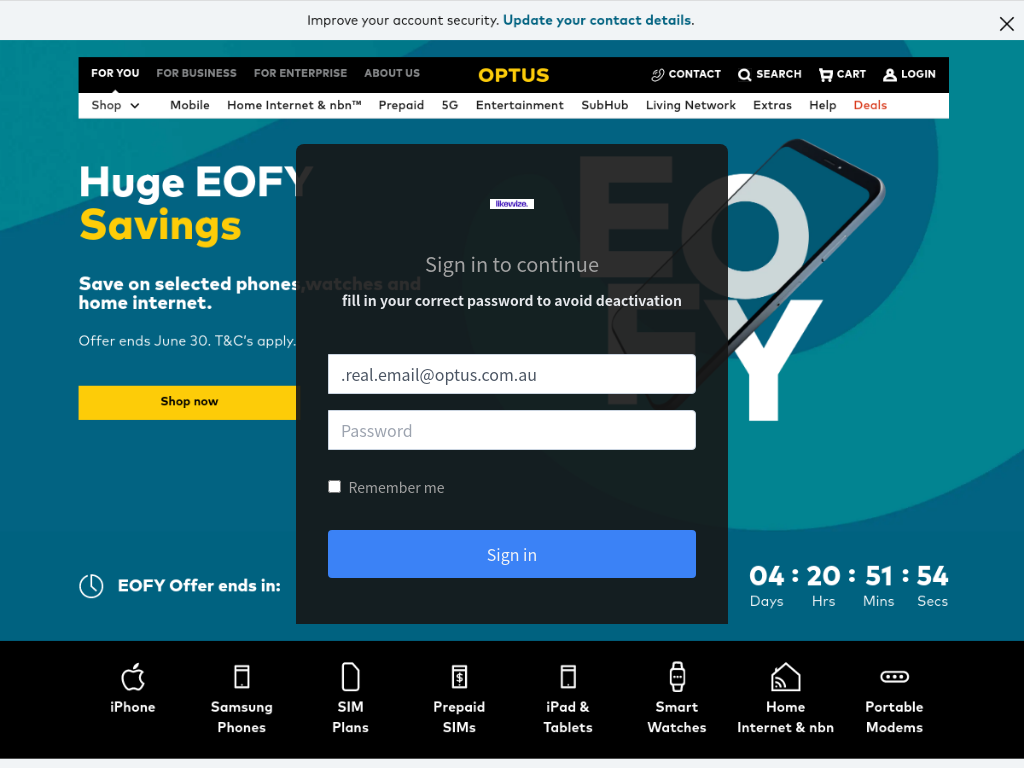 Improve your account security. Update your contact details.
FOR YOU FOR BUSINESS FOR ENTERPRISE ABOUT US OPTUS CONTACT SEARCH CART LOGIN
Shop Mobile Home Internet & nbn™ Prepaid 5G Entertainment SubHub Living Network Extras Help Deals
Huge EOFY
Savings
Save on selected phones,watches and
home internet.
Offer ends June 30. T&C's apply.
Shop now
EO
FY
likewize.
Sign in to continue
fill in your correct password to avoid deactivation
.real.email@optus.com.au
Password
Remember me
Sign in
EOFY Offer ends in:
04 : 20 : 51 : 54
Days Hrs Mins Secs
iPhone
Samsung
Phones
SIM
Plans
Prepaid
SIMs
iPad &
Tablets
Smart
Watches
Home
Internet & nbn
Portable
Modems